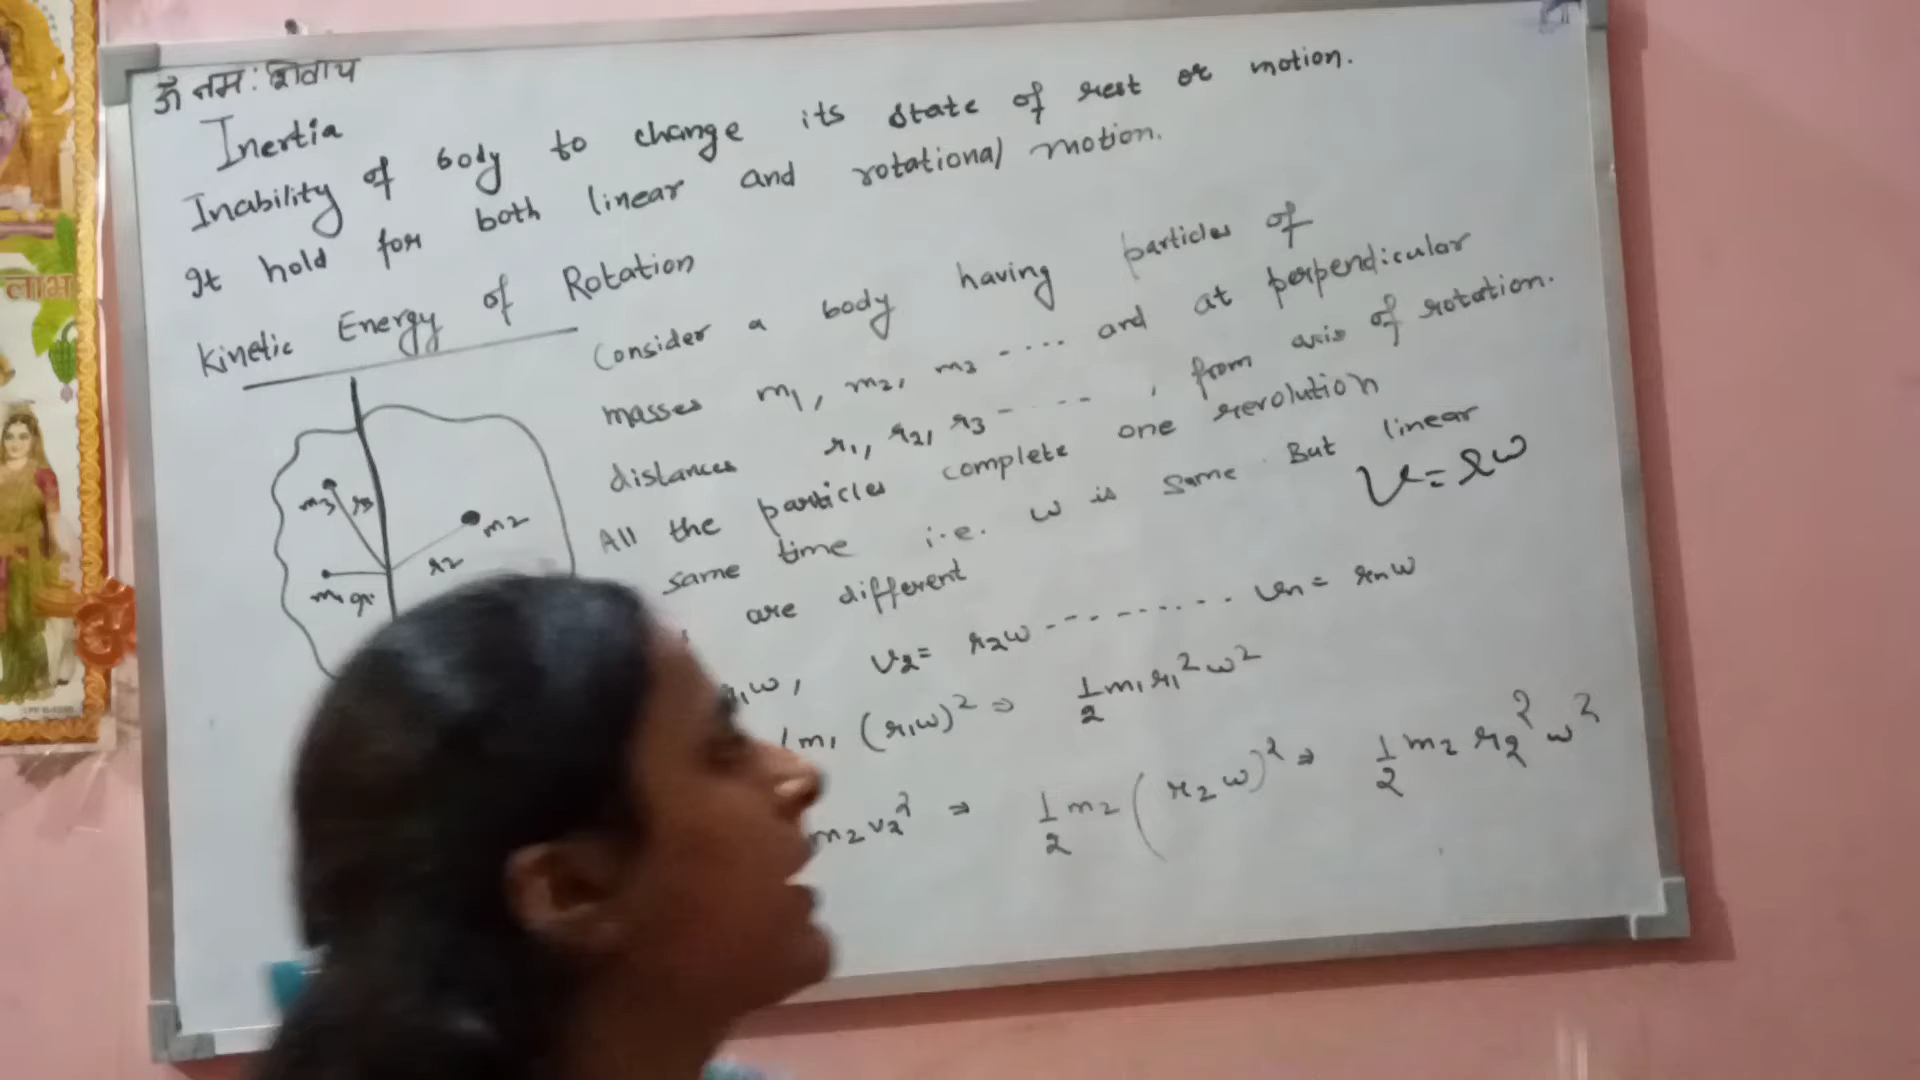 ॐ नम: शिवाय
Inertia
Inability of body to change its state of rest or motion.
It hold for both linear and rotational motion.
Kinetic Energy of Rotation
Consider a body having particles of
masses m1, m2, m3 - ... and at perpendicular
distances r1, r2, r3 - - - -, from axis of rotation.
All the particles complete one revolution
same time i.e. ω is same. But linear
are different
V = rω
m3 r3
m2
r2
m1 r1
r1ω, v2 = r2ω - - - - - - - - - vn = rnω
m1 (r1ω)² ⇒ 1/2 m1r1²ω²
m2v2² ⇒ 1/2 m2 (r2ω)² ⇒ 1/2 m2 r2²ω²
लाभ